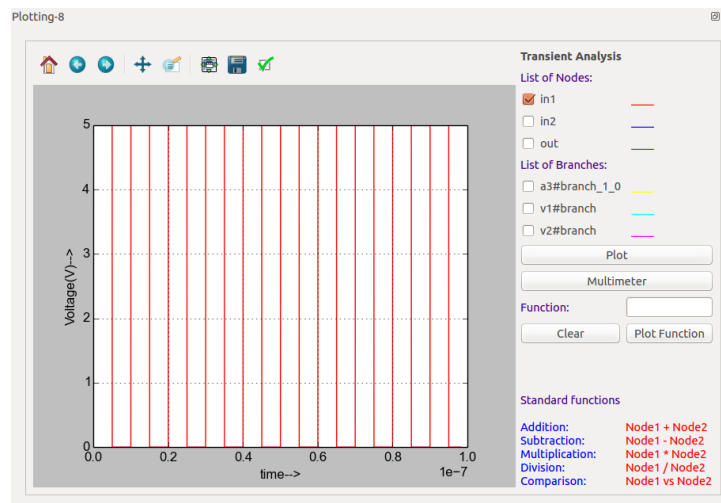 Plotting-8
Transient Analysis
List of Nodes:
in1
in2
out
List of Branches:
a3#branch_1_0
v1#branch
v2#branch
Plot
Multimeter
Function:
Clear Plot Function
Standard Functions
Addition: Node1 + Node2
Subtraction: Node1 - Node2
Multiplication: Node1 * Node2
Division: Node1 / Node2
Comparison: Node1 vs Node2
5
4
3
2
1
0
Voltage(V)-->
0.0 0.2 0.4 0.6 0.8 1.0
time-->
1e-7